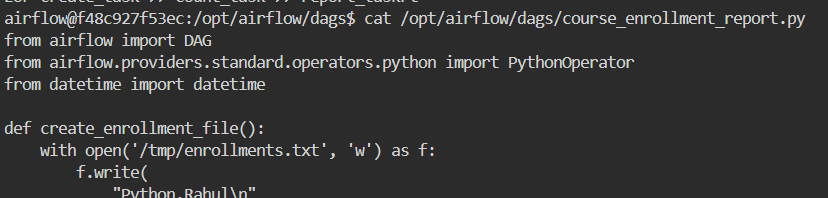 airflow@f48c927f53ec:/opt/airflow/dags$ cat /opt/airflow/dags/course_enrollment_report.py
from airflow import DAG
from airflow.providers.standard.operators.python import PythonOperator
from datetime import datetime

def create_enrollment_file():
    with open('/tmp/enrollments.txt', 'w') as f:
        f.write(
            "Python,Rahul\n"